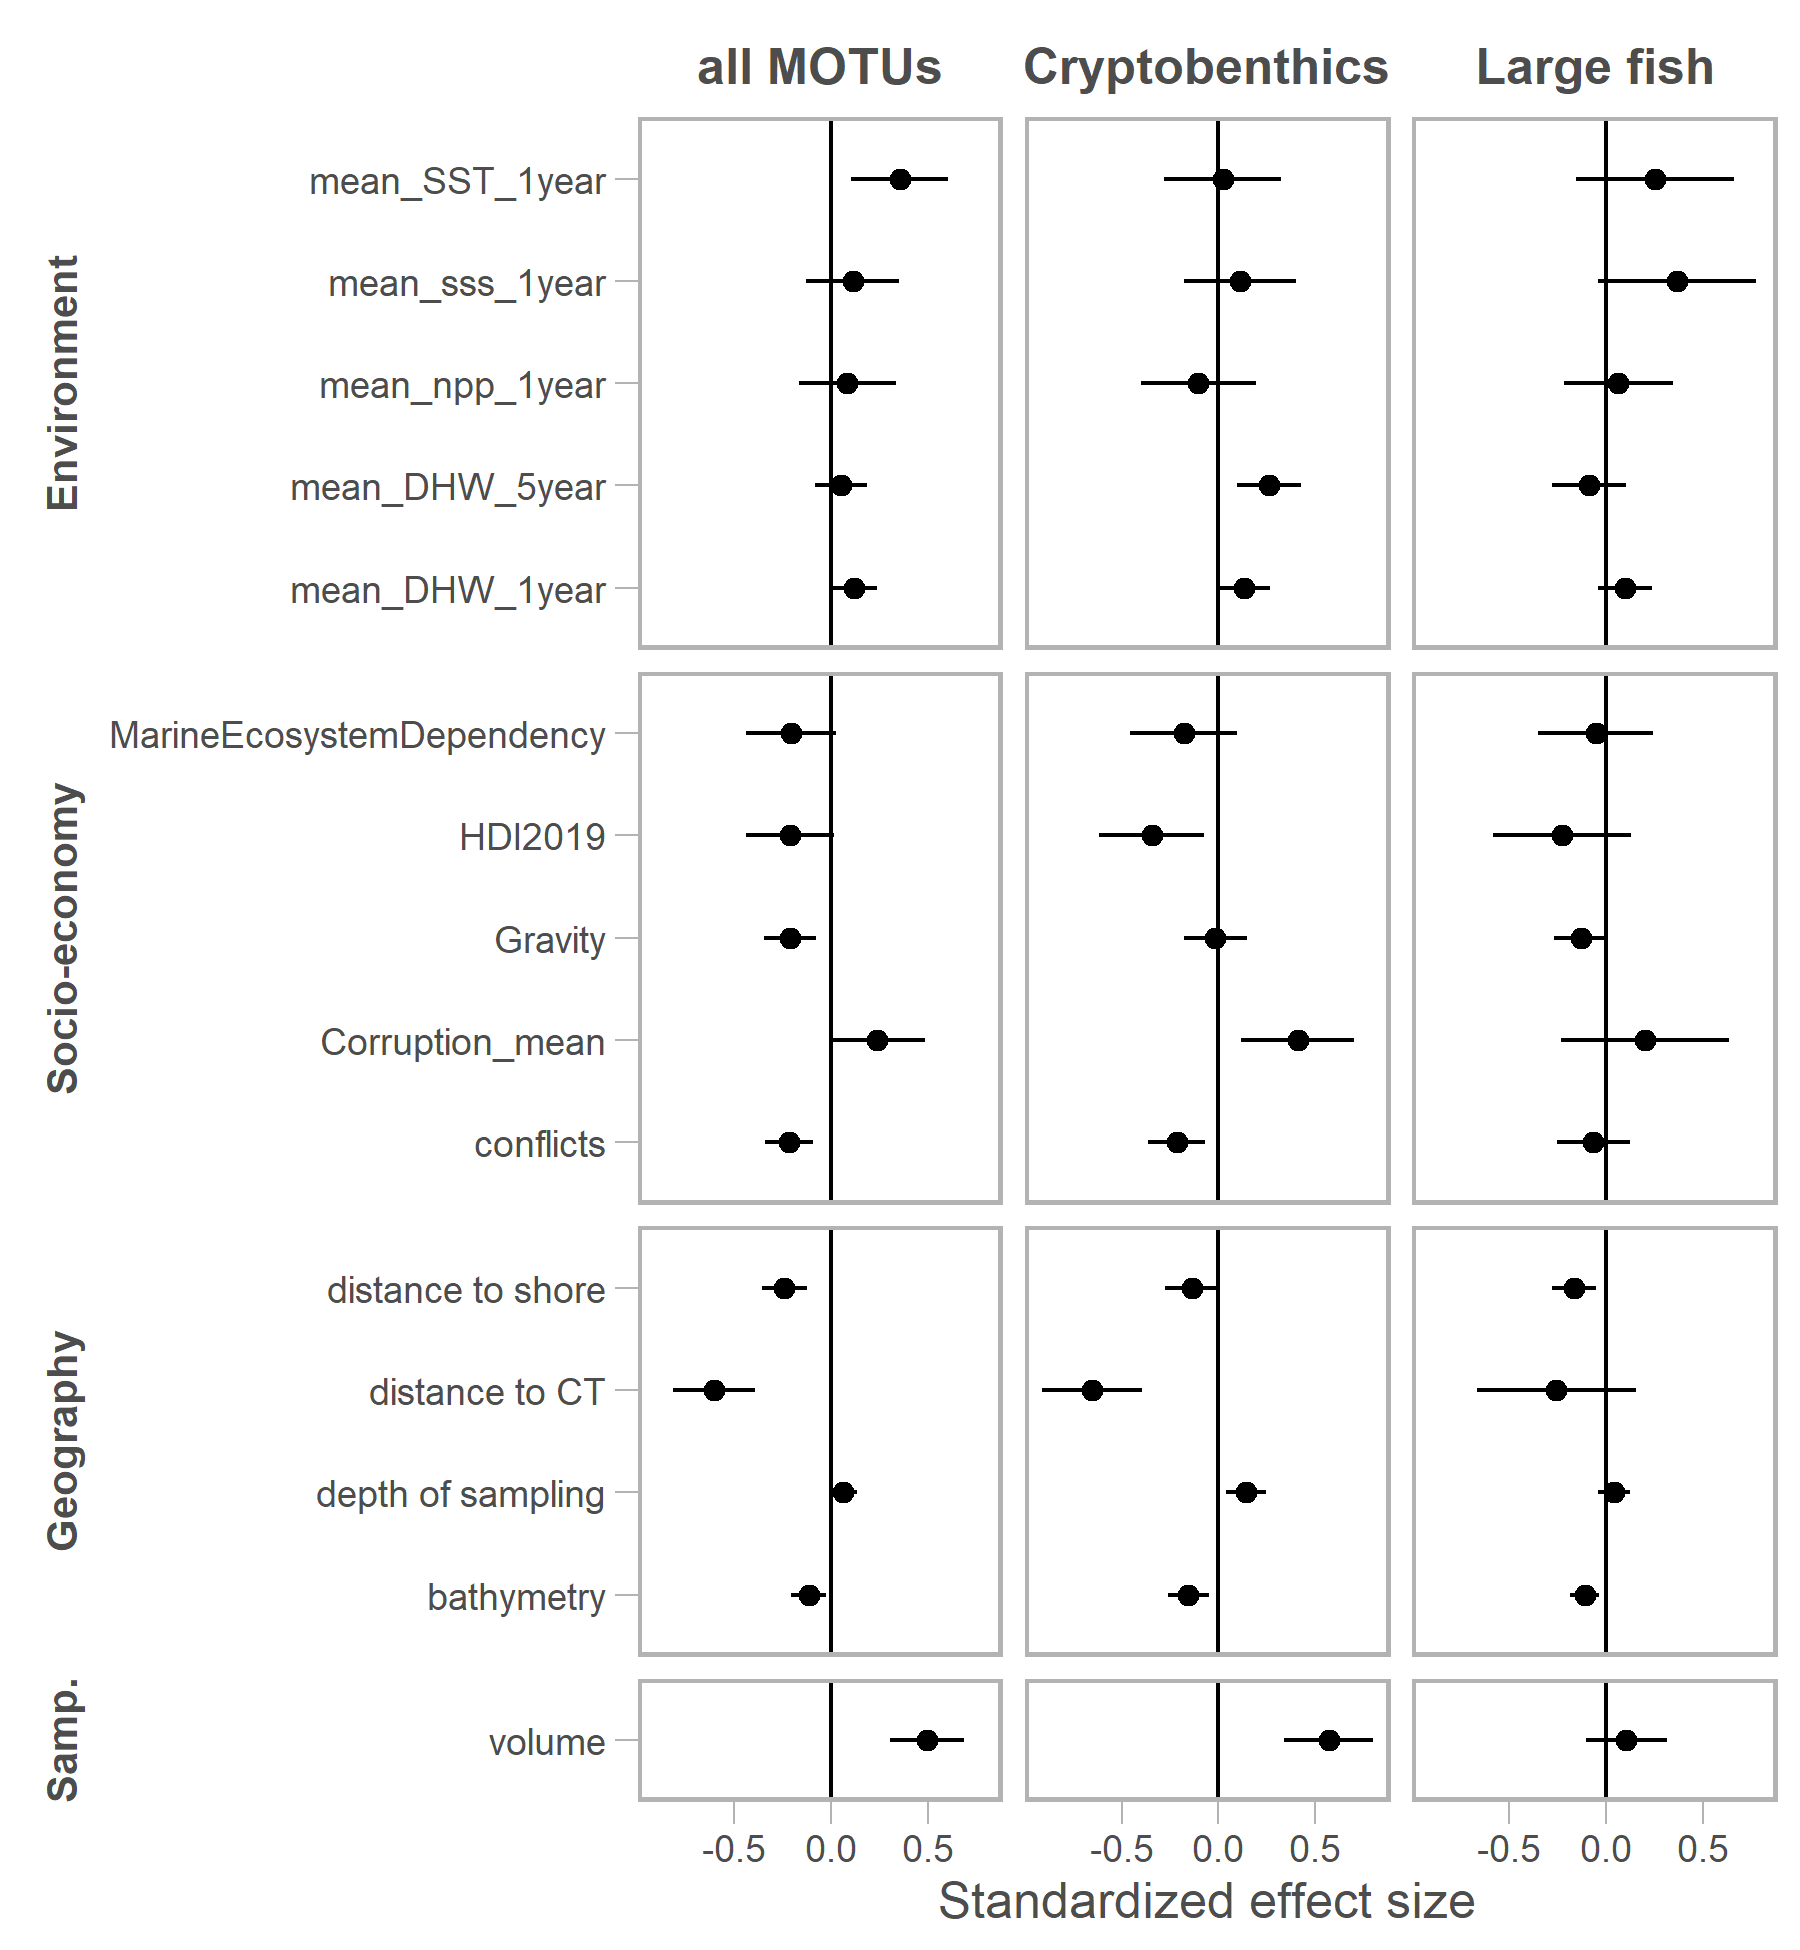 all MOTUs Cryptobenthics Large fish
Environment
mean_SST_1year
mean_sss_1year
mean_npp_1year
mean_DHW_5year
mean_DHW_1year
Socio-economy
MarineEcosystemDependency
HDI2019
Gravity
Corruption_mean
conflicts
Geography
distance to shore
distance to CT
depth of sampling
bathymetry
Samp.
volume
-0.5 0.0 0.5 -0.5 0.0 0.5 -0.5 0.0 0.5
Standardized effect size